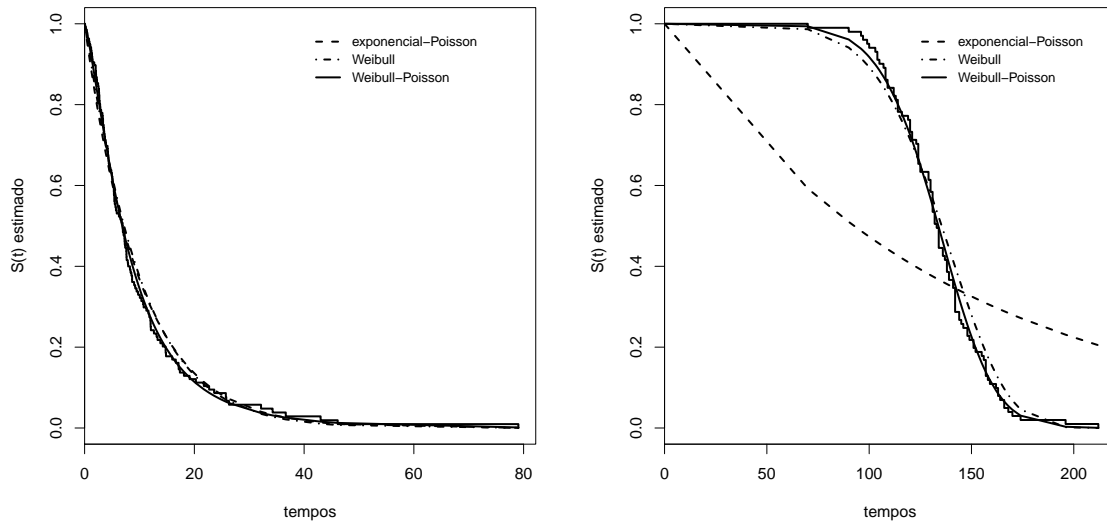 1.0
0.8
0.6
0.4
0.2
0.0
S(t) estimado
exponencial−Poisson
Weibull
Weibull−Poisson
0 20 40 60 80
tempos
1.0
0.8
0.6
0.4
0.2
0.0
S(t) estimado
exponencial−Poisson
Weibull
Weibull−Poisson
0 50 100 150 200
tempos